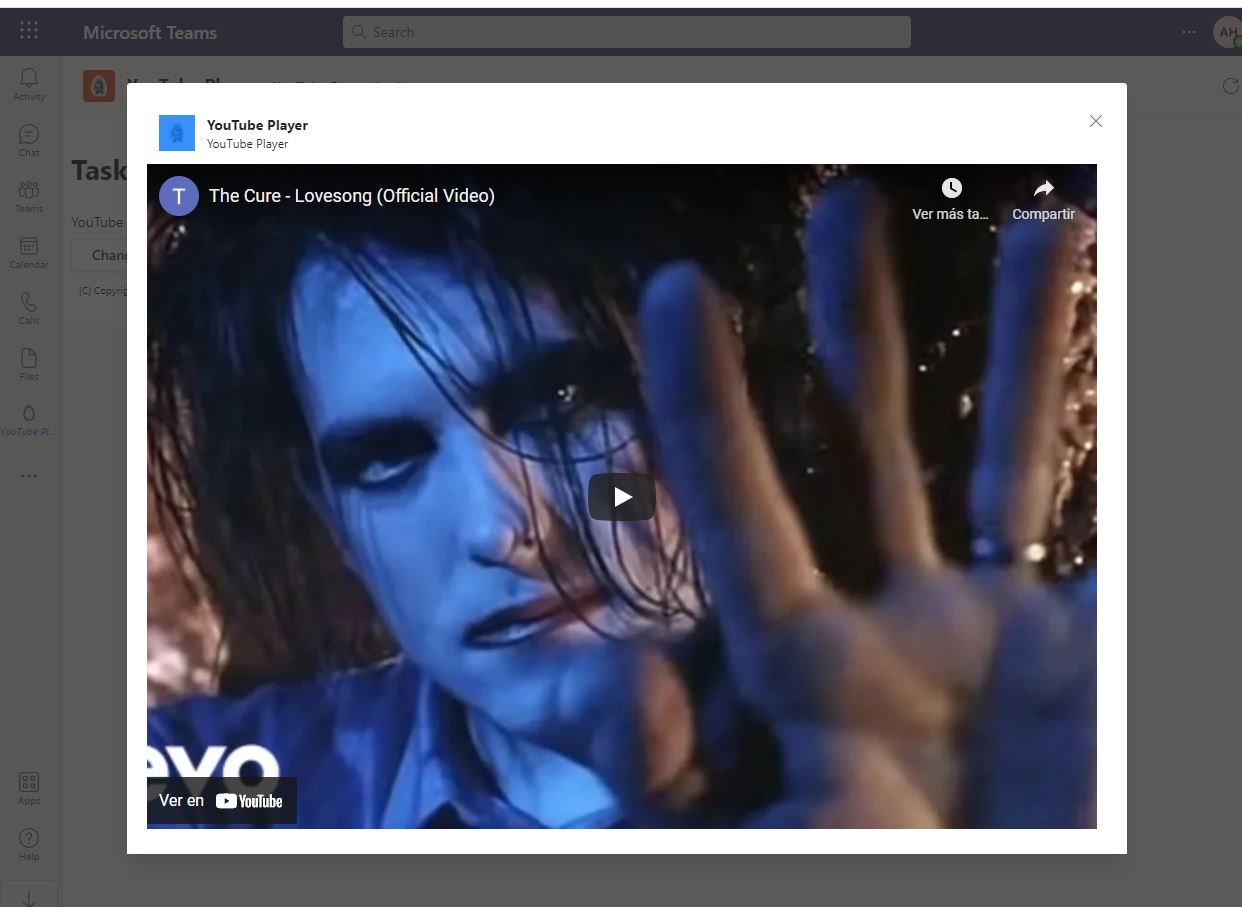 Microsoft Teams
Search
AH
Activity
Chat
Teams
Calendar
Calls
Files
YouTube Pl...
Apps
Help
Task
YouTube
Chang
(C) Copyrig
YouTube Player
YouTube Player
T
The Cure - Lovesong (Official Video)
Ver más ta...
Compartir
evo
Ver en YouTube